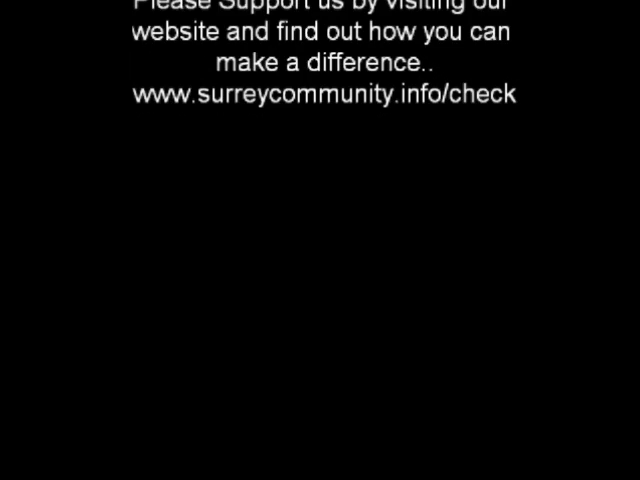 Please Support us by visiting our
website and find out how you can
make a difference..
www.surreycommunity.info/check